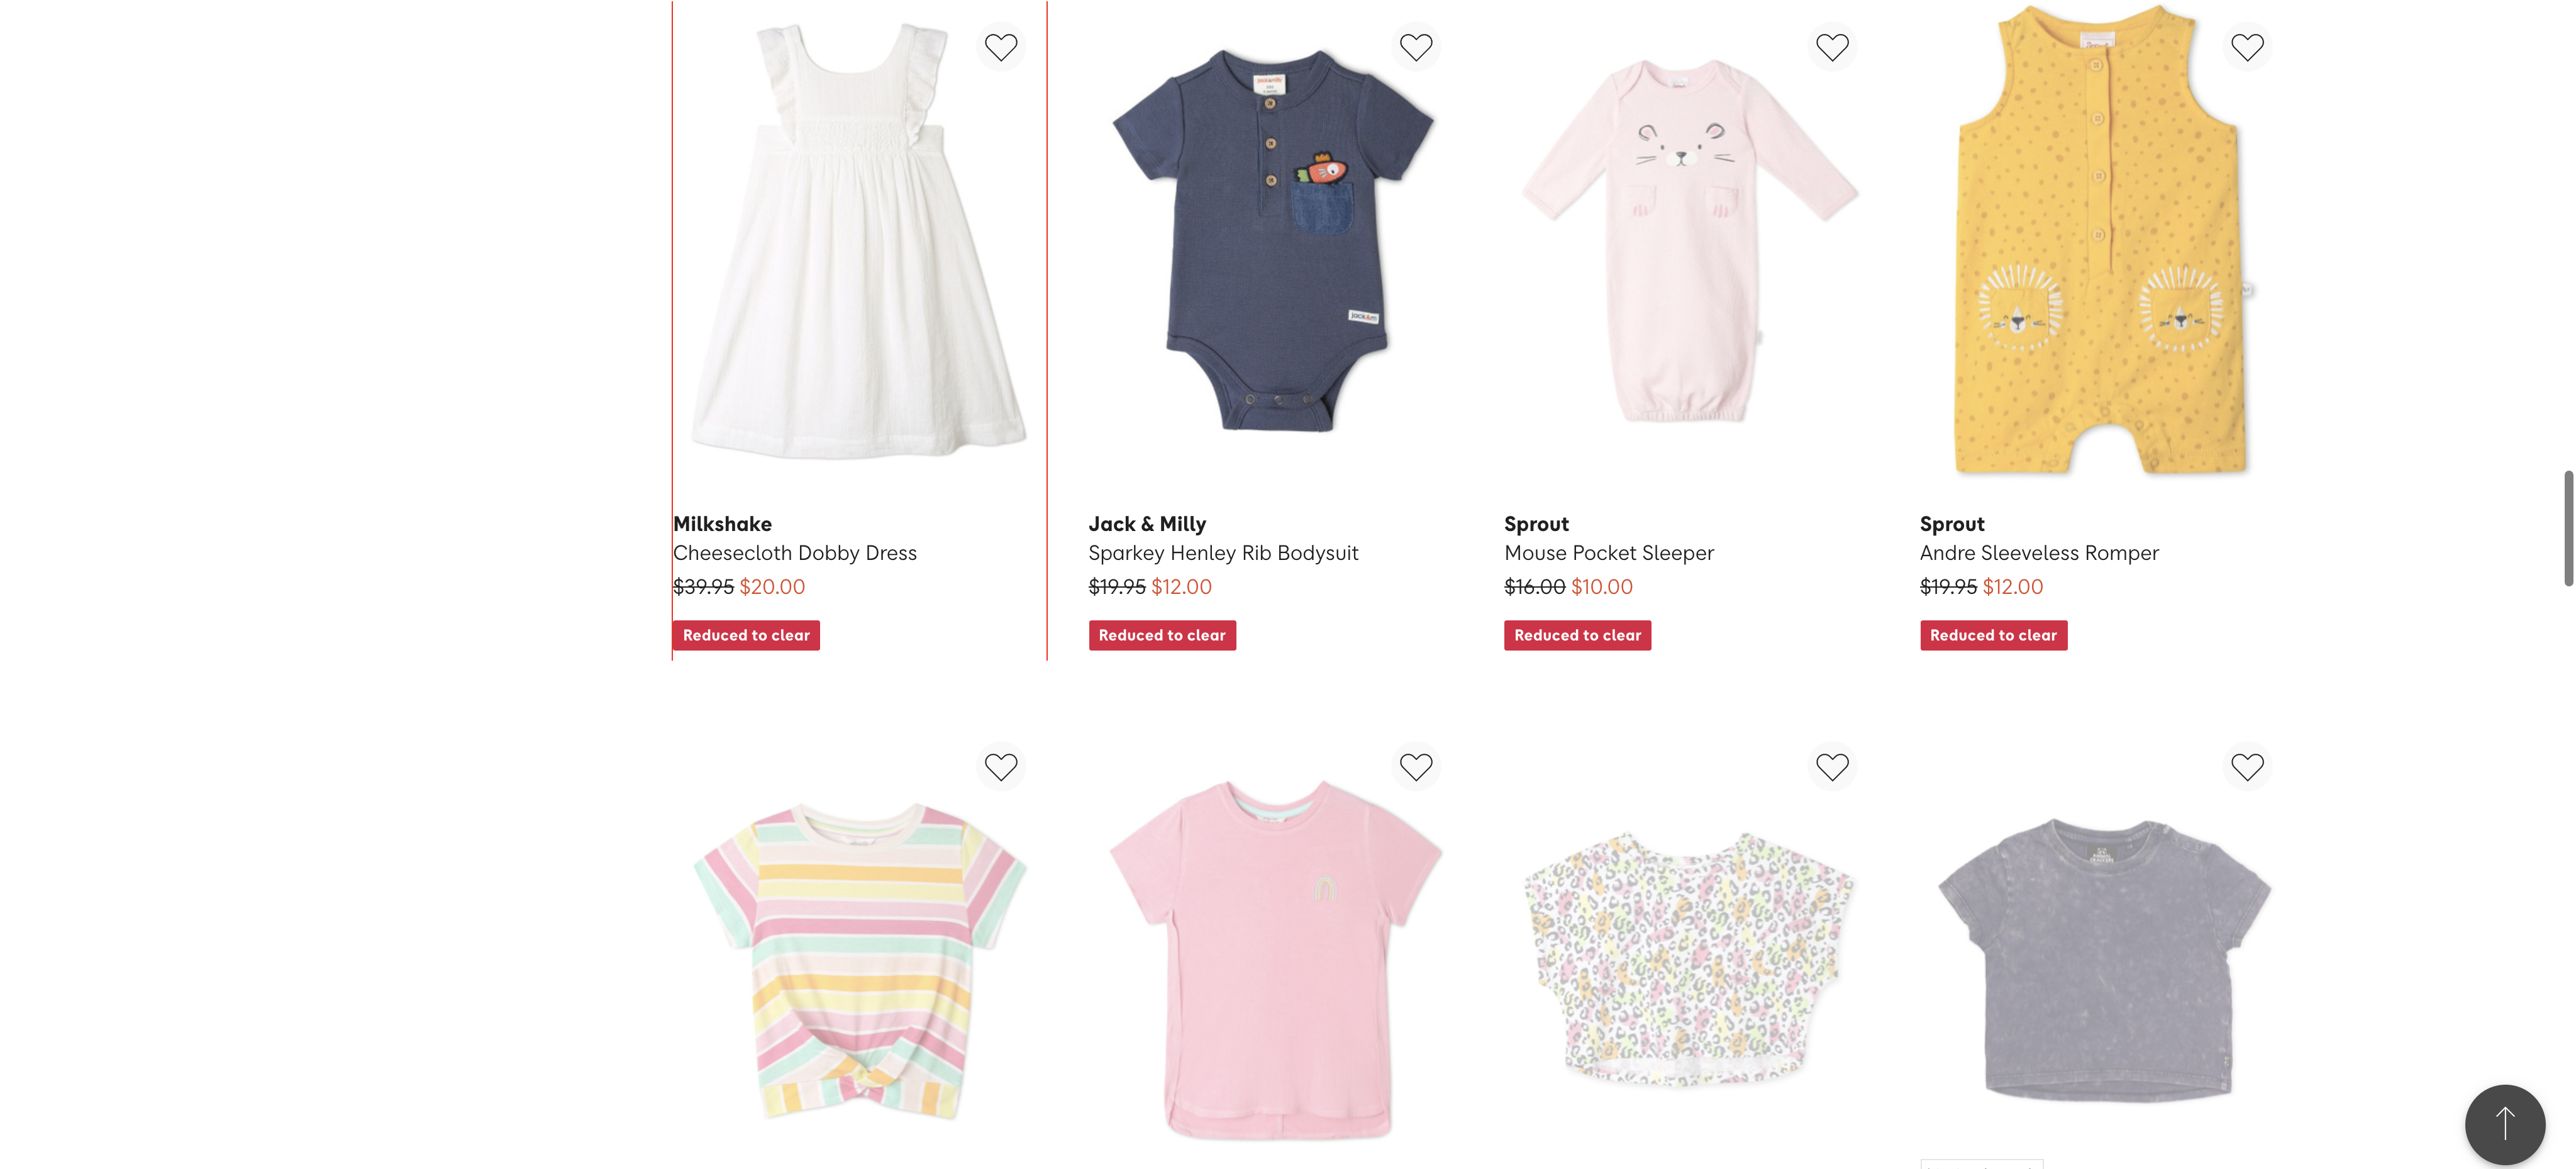 Milkshake
Cheesecloth Dobby Dress
$39.95 $20.00
Reduced to clear
Jack & Milly
Sparkey Henley Rib Bodysuit
$19.95 $12.00
Reduced to clear
Sprout
Mouse Pocket Sleeper
$16.00 $10.00
Reduced to clear
Sprout
Andre Sleeveless Romper
$19.95 $12.00
Reduced to clear